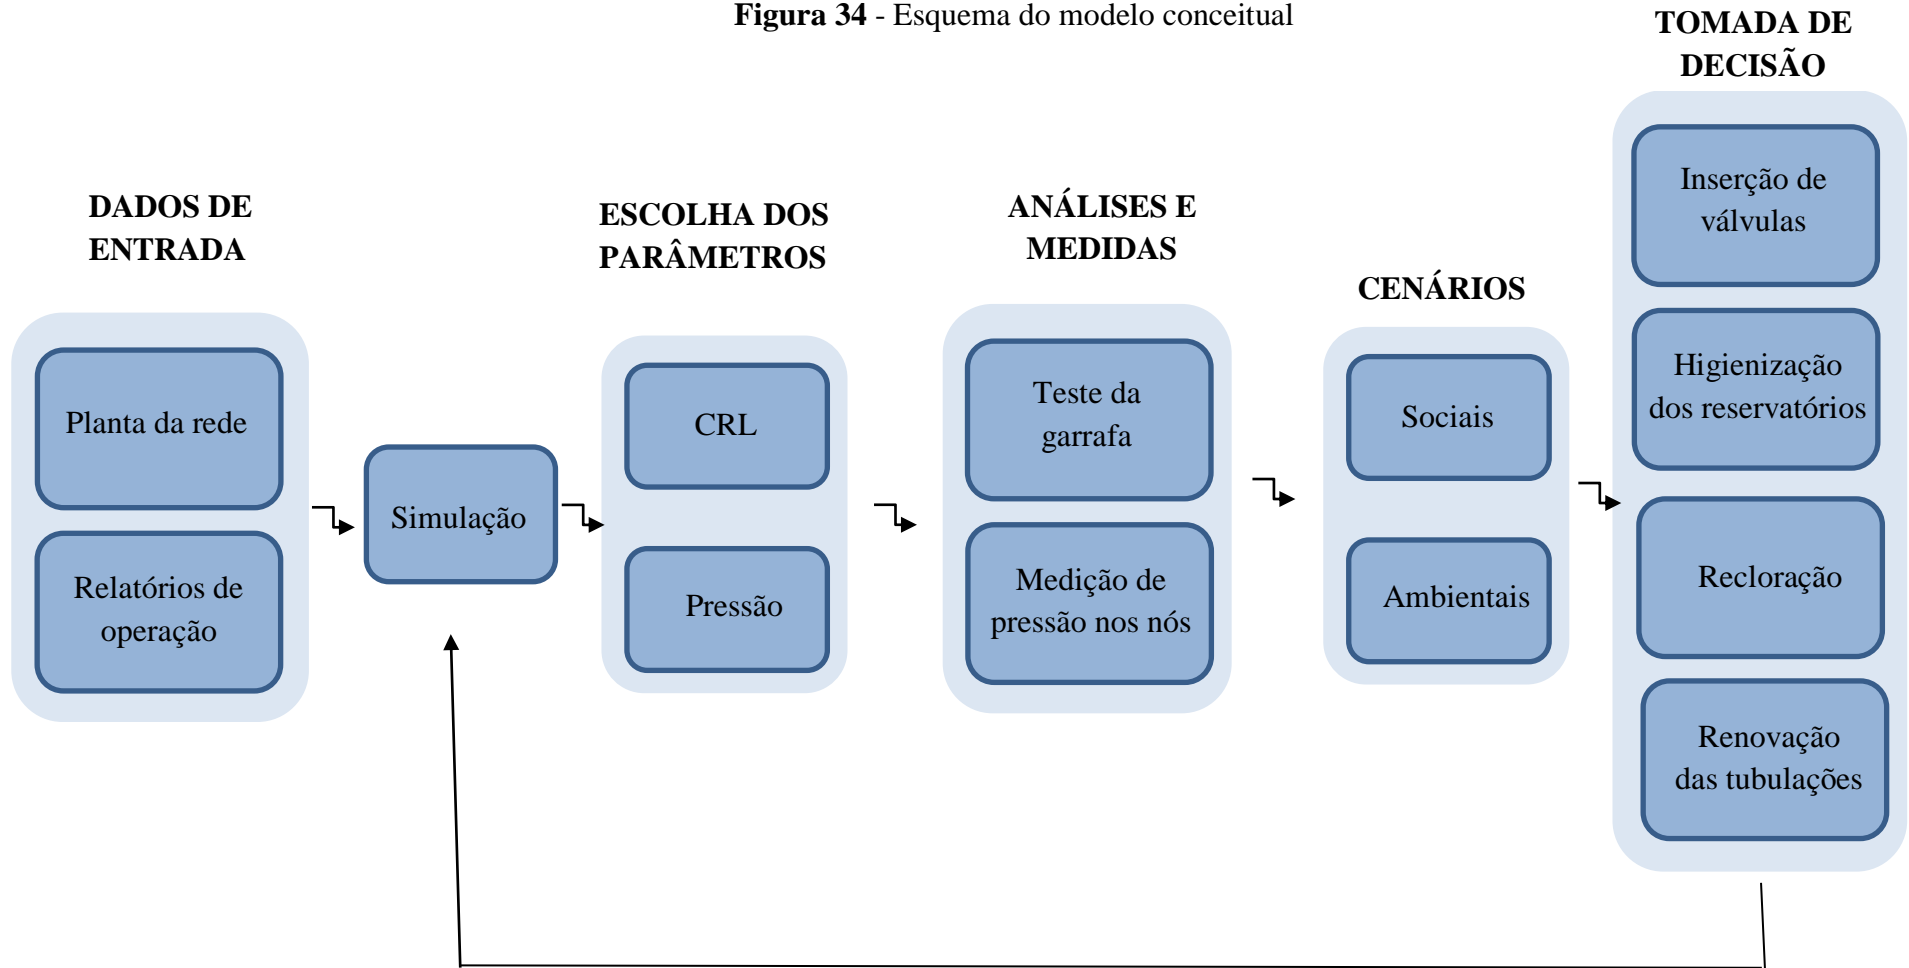 Figura 34 - Esquema do modelo conceitual
DADOS DE
ENTRADA
Planta da rede
Relatórios de
operação
Simulação
ESCOLHA DOS
PARÂMETROS
CRL
Pressão
ANÁLISES E
MEDIDAS
Teste da
garrafa
Medição de
pressão nos nós
CENÁRIOS
Sociais
Ambientais
TOMADA DE
DECISÃO
Inserção de
válvulas
Higienização
dos reservatórios
Recloração
Renovação
das tubulações